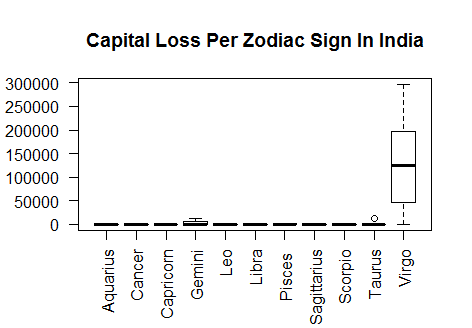 Capital Loss Per Zodiac Sign In India
300000
250000
200000
150000
100000
50000
0
Aquarius
Cancer
Capricorn
Gemini
Leo
Libra
Pisces
Sagittarius
Scorpio
Taurus
Virgo